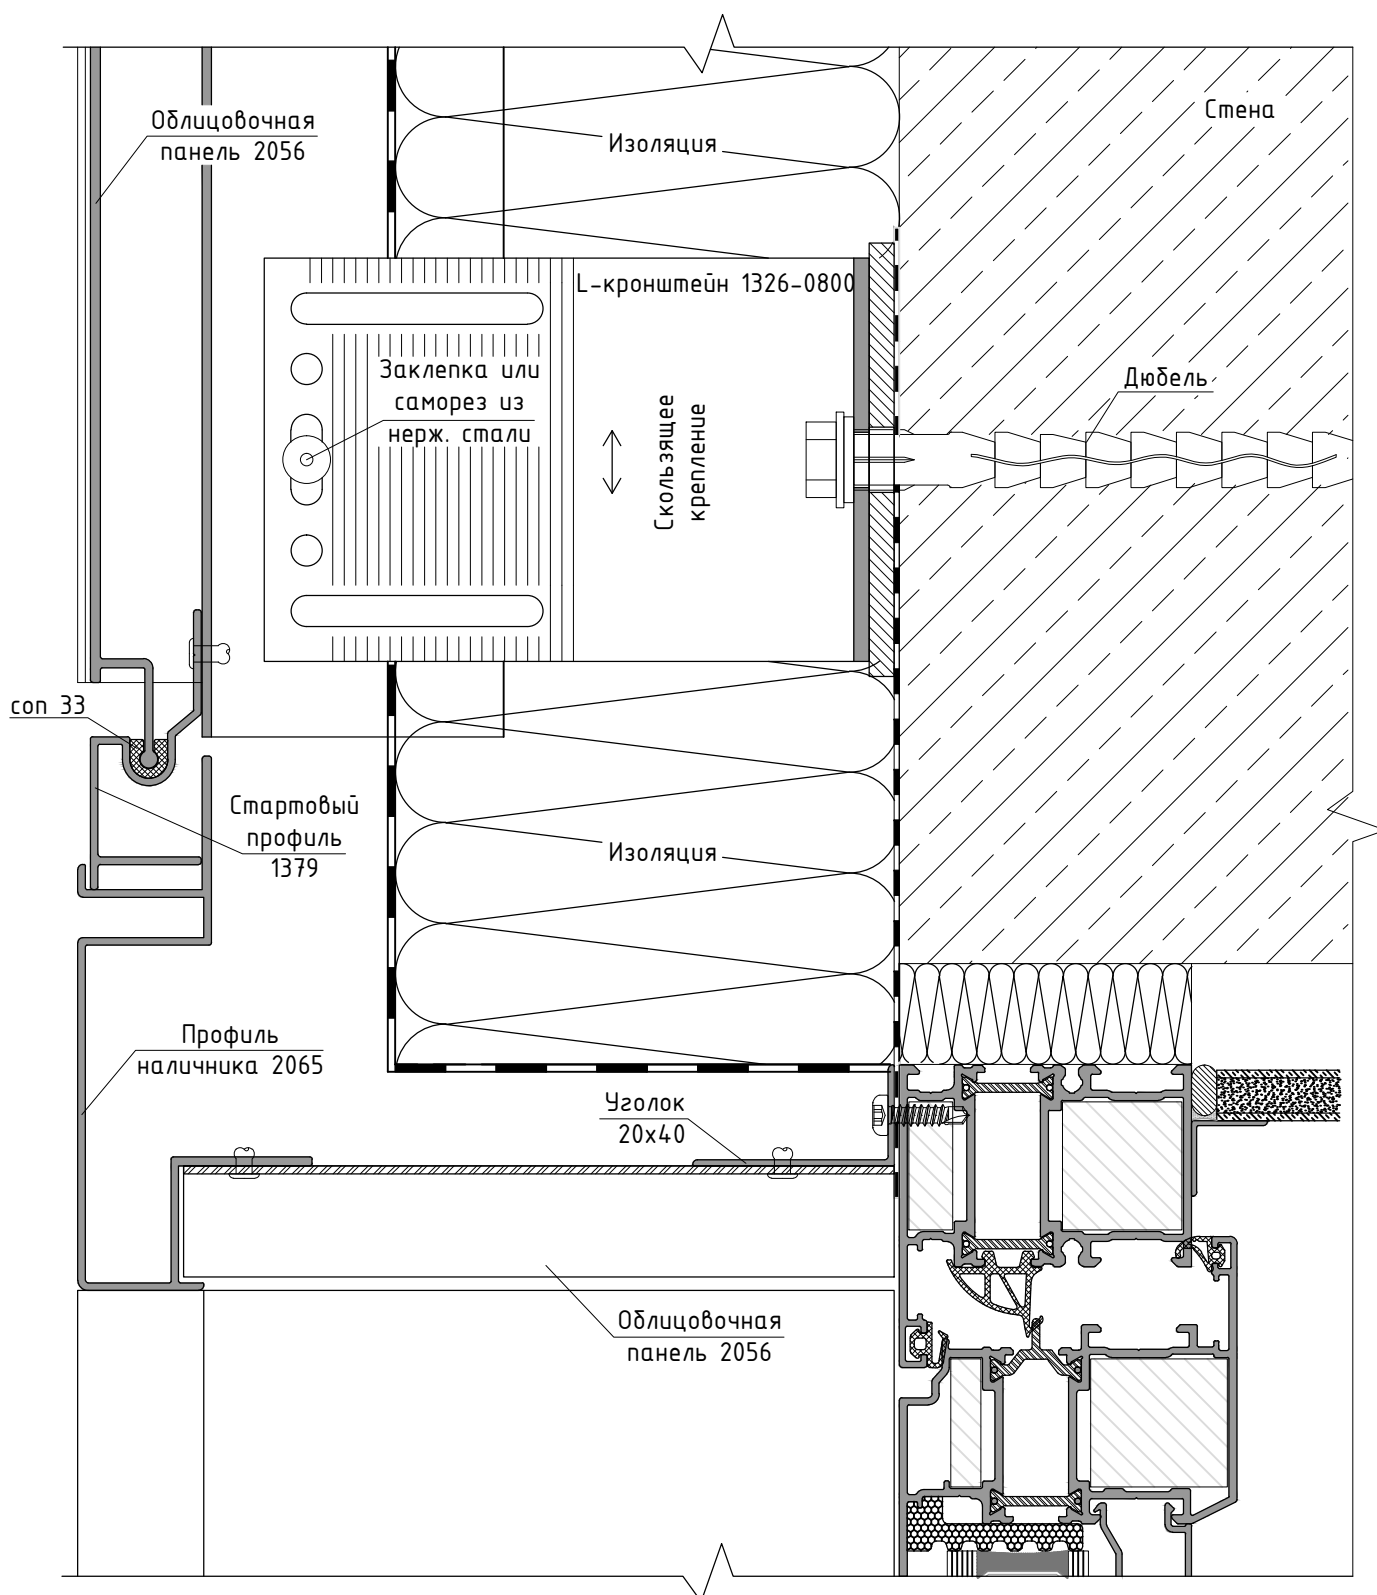 Стена
Облицовочная
панель 2056
Изоляция
L-кронштейн 1326-0800
Заклепка или
саморез из
нерж. стали
Скользящее
крепление
Дюбель
соп 33
Стартовый
профиль
1379
Изоляция
Профиль
наличника 2065
Уголок
20x40
Облицовочная
панель 2056